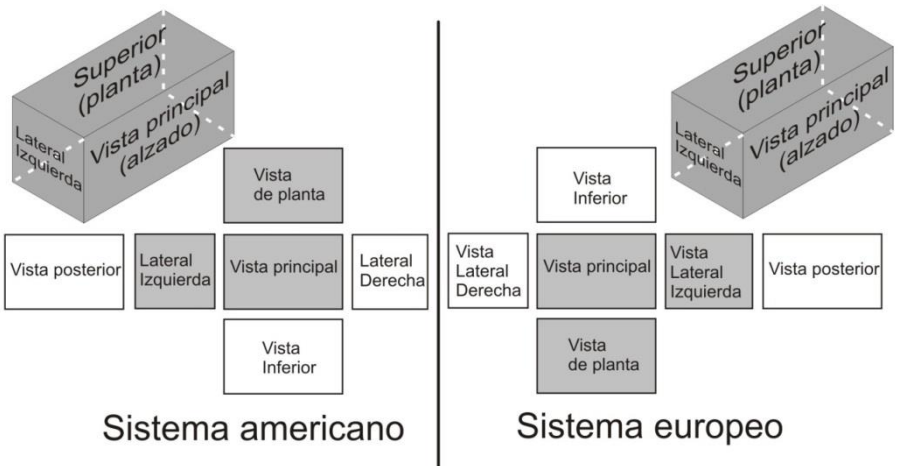 Superior
(planta)
Lateral
Izquierda
Vista principal
(alzado)
Vista
de planta
Vista posterior
Lateral
Izquierda
Vista principal
Lateral
Derecha
Vista
Inferior
Sistema americano
Superior
(planta)
Lateral
Izquierda
Vista principal
(alzado)
Vista
Inferior
Vista
Lateral
Derecha
Vista principal
Vista
Lateral
Izquierda
Vista posterior
Vista
de planta
Sistema europeo